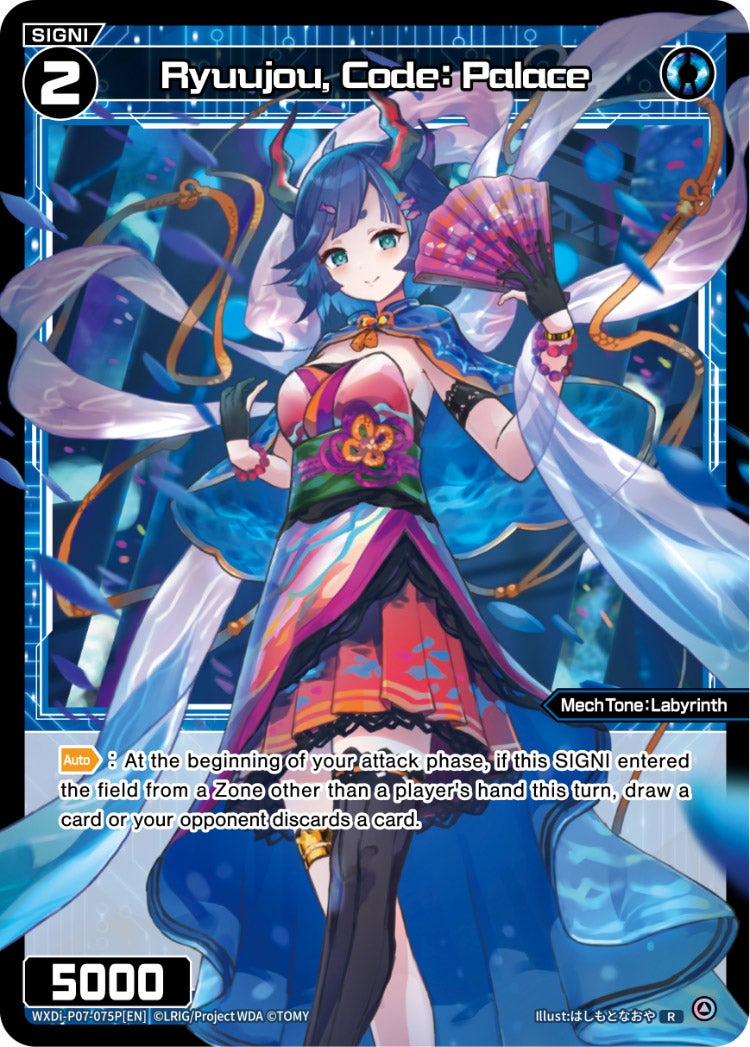 SIGNI
2
Ryuujou, Code: Palace
MechTone:Labyrinth
Auto : At the beginning of your attack phase, if this SIGNI entered
the field from a Zone other than a player's hand this turn, draw a
card or your opponent discards a card.
5000
WXDi-P07-075P[EN] ©LRIG/Project WDA ©TOMY
Illust:はしもとなおや R